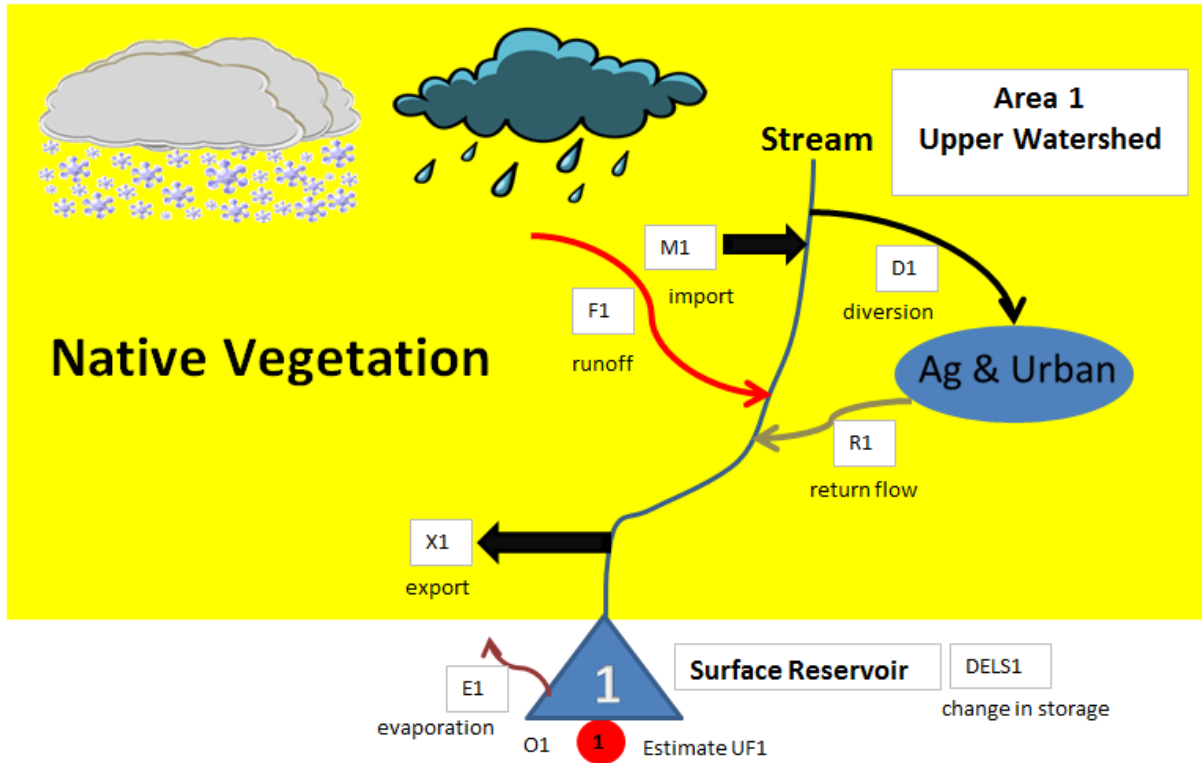 Area 1
Upper Watershed
Stream
M1
import
D1
diversion
F1
runoff
Native Vegetation
Ag & Urban
R1
return flow
X1
export
1
Surface Reservoir
DELS1
change in storage
E1
evaporation
O1
1
Estimate UF1